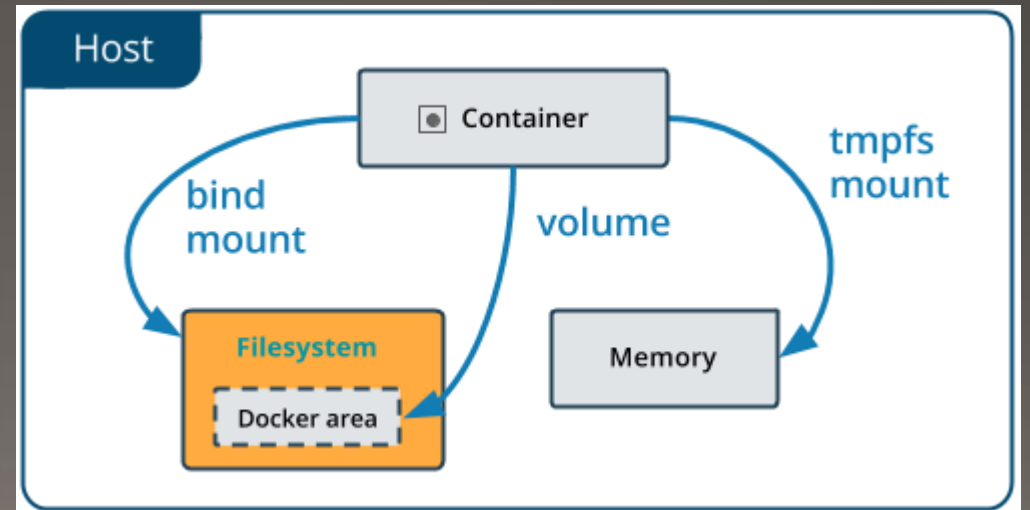 Host
Container
bind
mount
volume
tmpfs
mount
Filesystem
Docker area
Memory